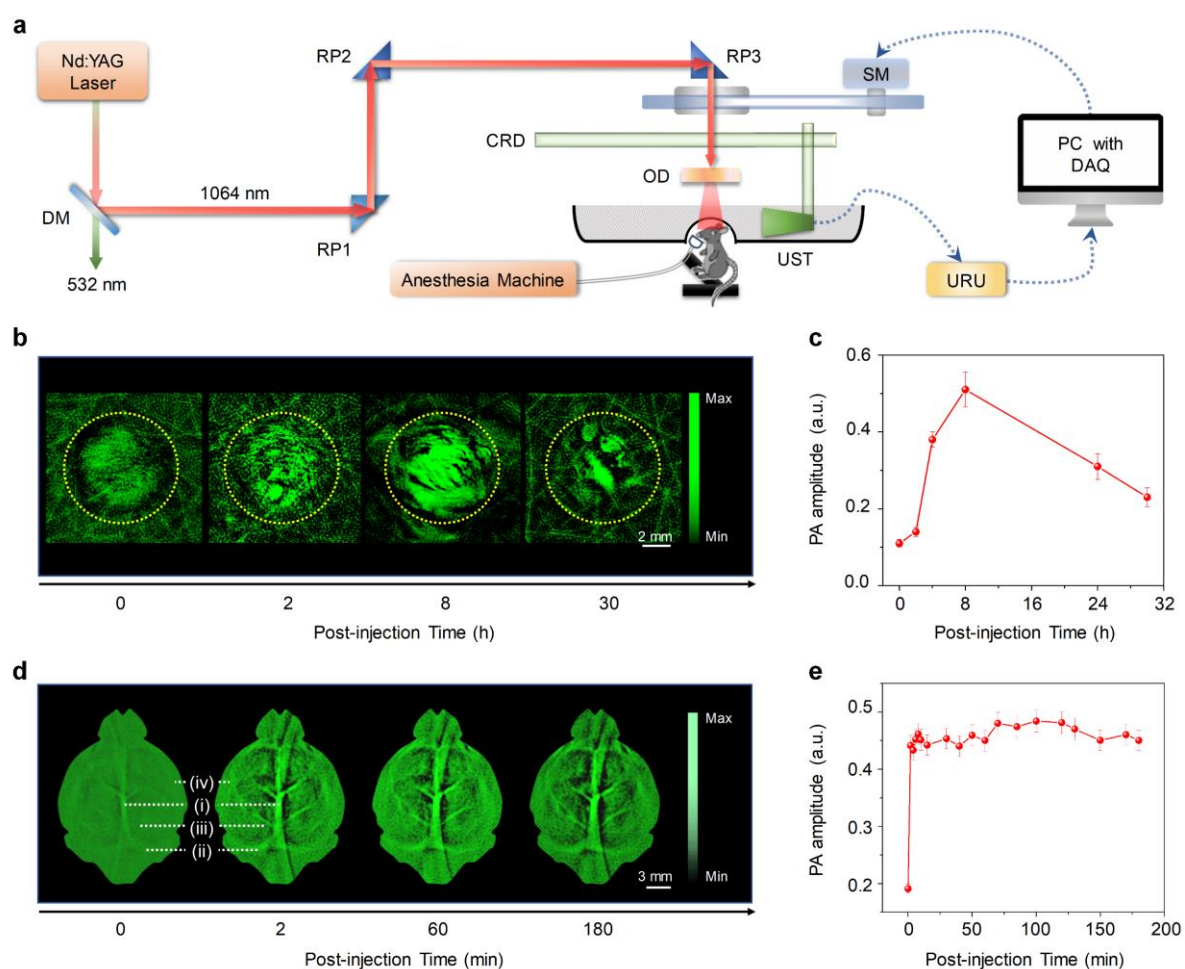 a
Nd:YAG
Laser
DM
532 nm
1064 nm
RP1
RP2
RP3
SM
CRD
OD
UST
Anesthesia Machine
URU
PC with
DAQ
b
Max
Min
2 mm
0 2 8 30
Post-injection Time (h)
c
PA amplitude (a.u.)
0.6
0.4
0.2
0.0
0 8 16 24 32
Post-injection Time (h)
d
(iv)
(i)
(iii)
(ii)
Max
Min
3 mm
0 2 60 180
Post-injection Time (min)
e
PA amplitude (a.u.)
0.5
0.4
0.3
0.2
0 50 100 150 200
Post-injection Time (min)